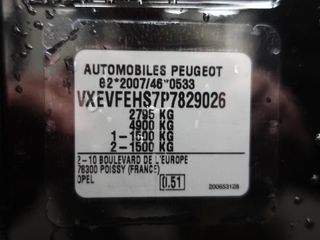 AUTOMOBILES PEUGEOT
e2*2007/46*0533
VXEVFEHS7P7829026
2795 KG
4900 KG
1-1500 KG
2-1500 KG
2-10 BOULEVARD DE L'EUROPE
78300 POISSY (FRANCE)
OPEL 0.51 200653128